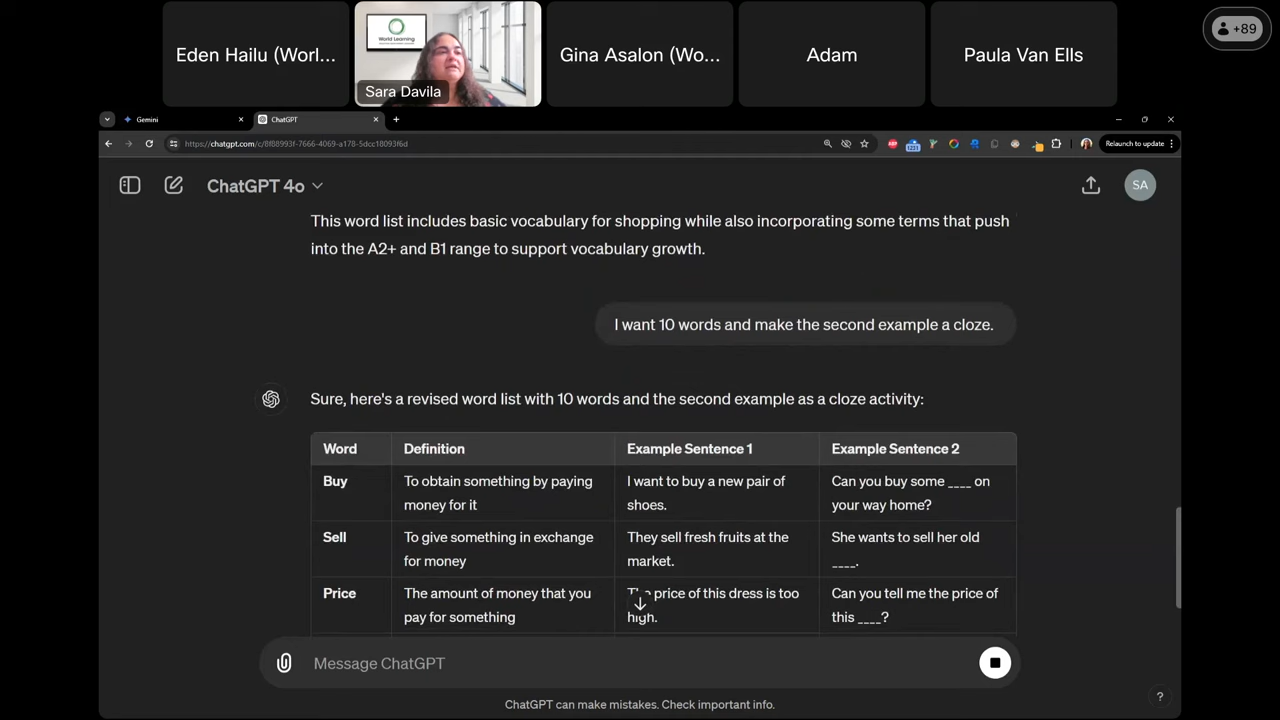 Eden Hailu (Worl...
World Learning
Sara Davila
Gina Asalon (Wo...
Adam
Paula Van Ells
+89
Gemini
ChatGPT
https://chatgpt.com/c/8f88993f-7666-4069-a178-5dcc18093f6d
Relaunch to update
ChatGPT 4o
SA
This word list includes basic vocabulary for shopping while also incorporating some terms that push
into the A2+ and B1 range to support vocabulary growth.
I want 10 words and make the second example a cloze.
Sure, here's a revised word list with 10 words and the second example as a cloze activity:
Word Definition Example Sentence 1 Example Sentence 2
Buy To obtain something by paying I want to buy a new pair of Can you buy some ____ on
money for it shoes. your way home?
Sell To give something in exchange They sell fresh fruits at the She wants to sell her old
for money market. ____.
Price The amount of money that you The price of this dress is too Can you tell me the price of
pay for something high. this ____?
Message ChatGPT
ChatGPT can make mistakes. Check important info.
?